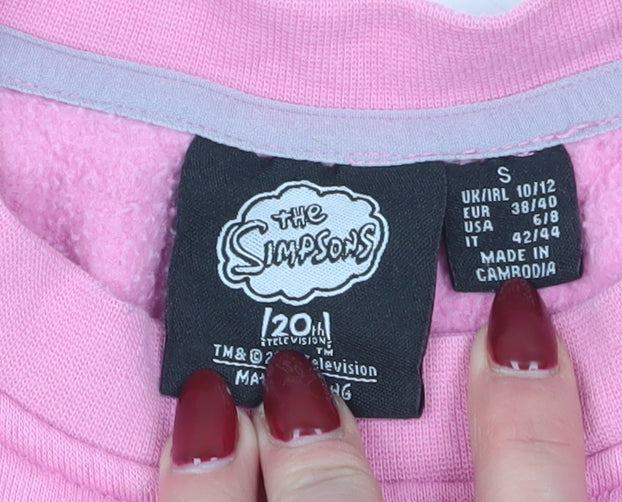 THE
SIMPSONS
20th
TELEVISION
TM&© Television
TM
S
UK/IRL 10/12
EUR 38/40
USA 6/8
IT 42/44
MADE IN
CAMBODIA